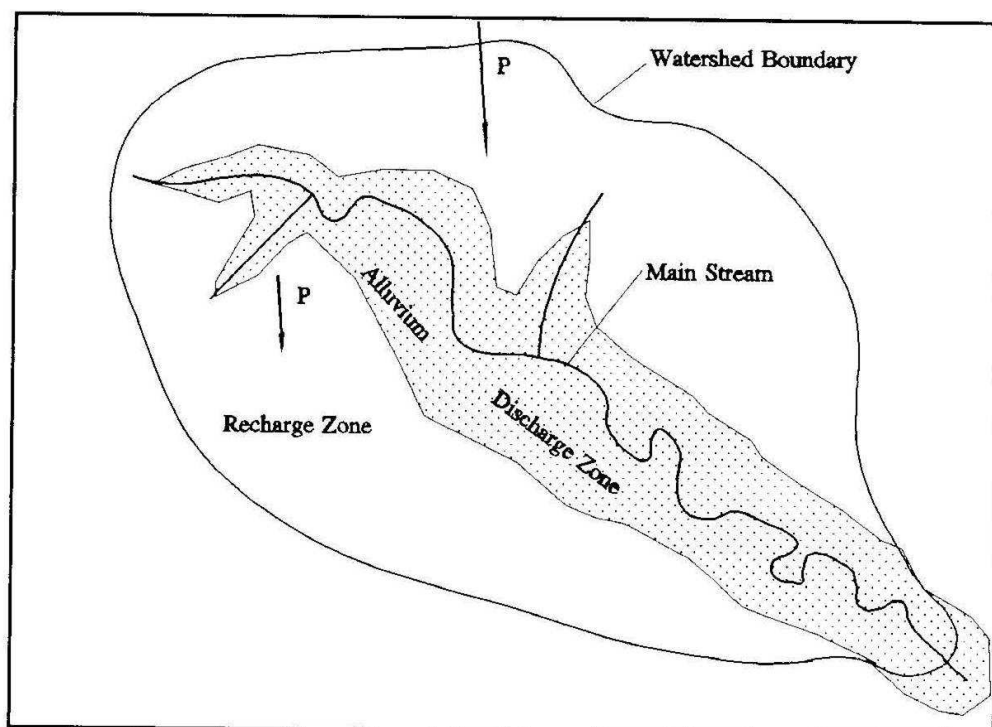 P
Watershed Boundary
Main Stream
Alluvium
P
Recharge Zone
Discharge Zone